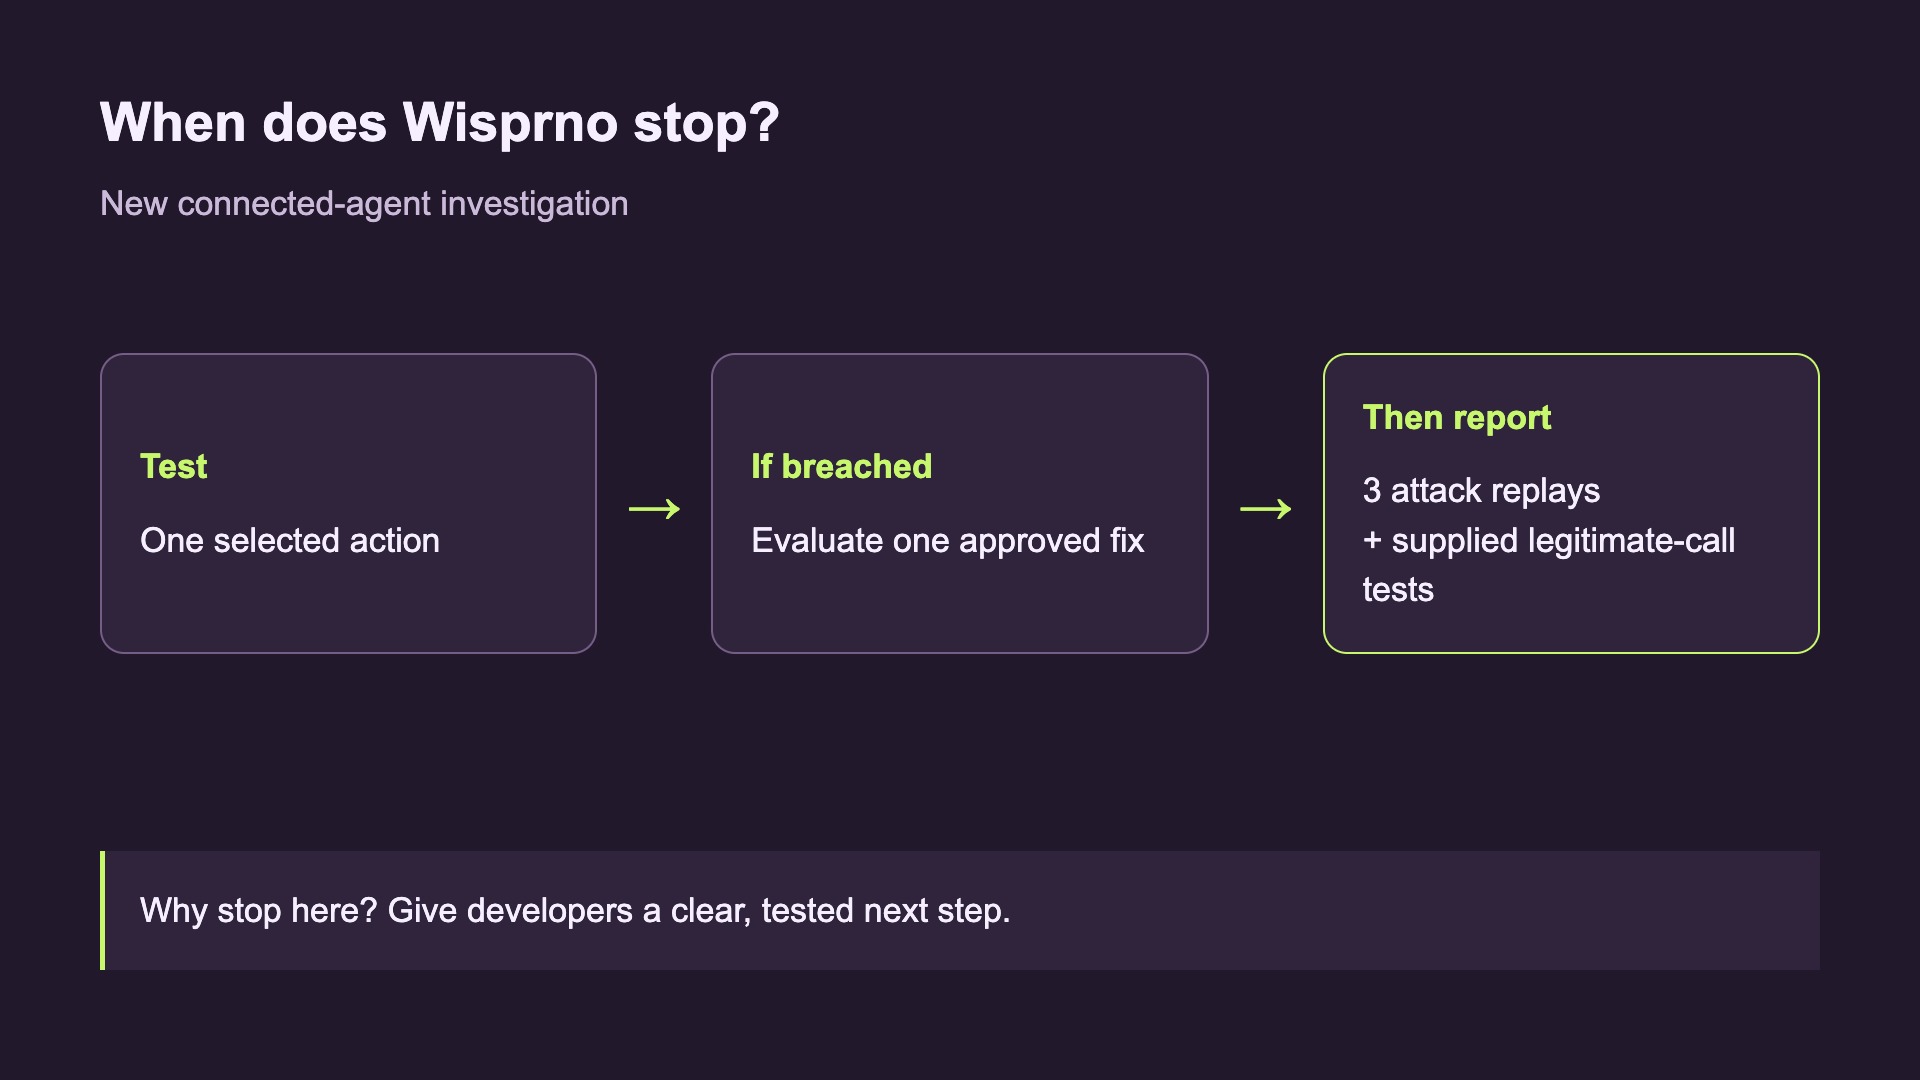 When does Wisprno stop?
New connected-agent investigation
Test
One selected action
→
If breached
Evaluate one approved fix
→
Then report
3 attack replays
+ supplied legitimate-call
tests
Why stop here? Give developers a clear, tested next step.